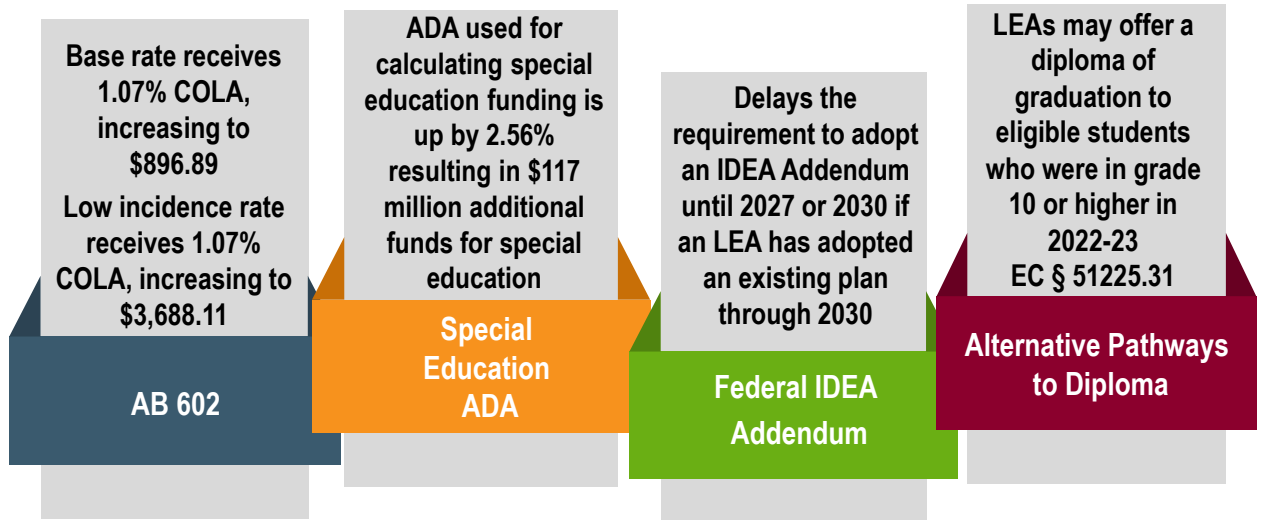 Base rate receives
1.07% COLA,
increasing to
$896.89
Low incidence rate
receives 1.07%
COLA, increasing to
$3,688.11
AB 602
ADA used for
calculating special
education funding is
up by 2.56%
resulting in $117
million additional
funds for special
education
Special
Education
ADA
Delays the
requirement to adopt
an IDEA Addendum
until 2027 or 2030 if
an LEA has adopted
an existing plan
through 2030
Federal IDEA
Addendum
LEAs may offer a
diploma of
graduation to
eligible students
who were in grade
10 or higher in
2022-23
EC § 51225.31
Alternative Pathways
to Diploma